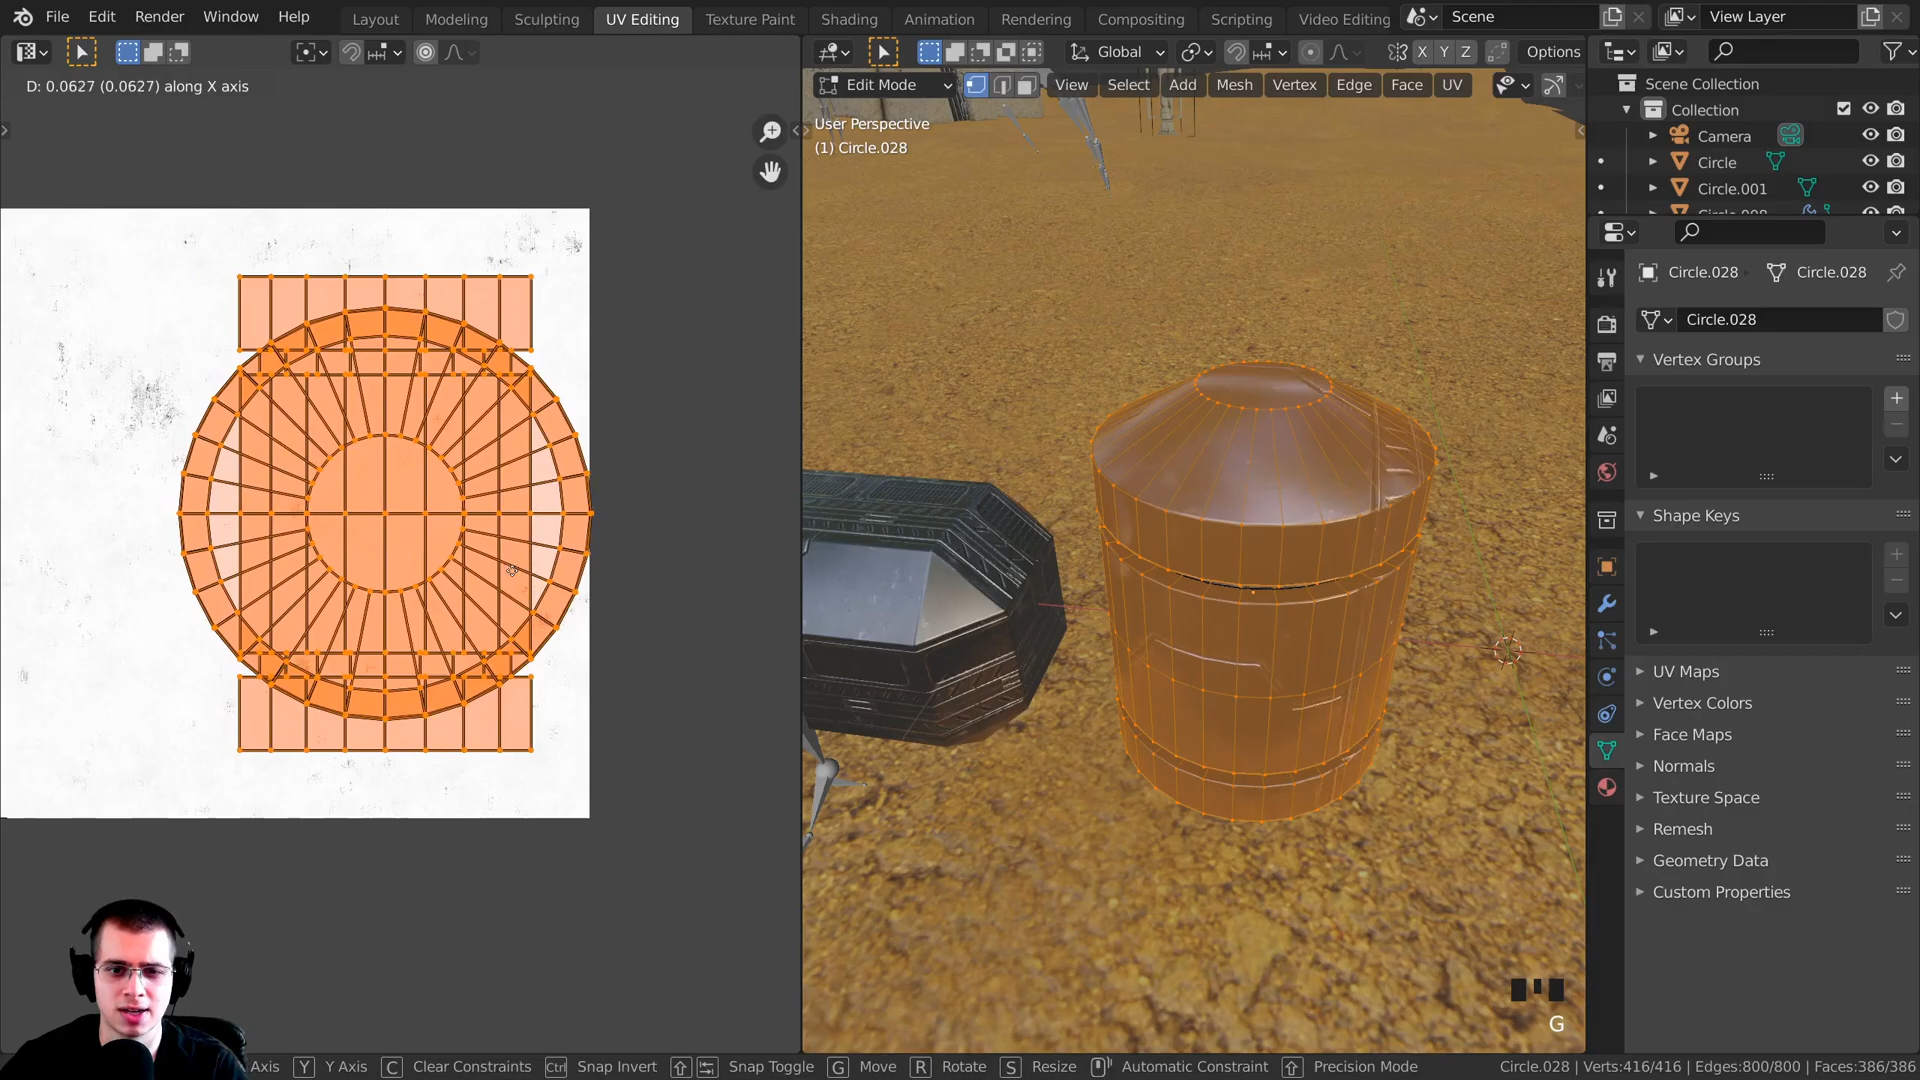 File Edit Render Window Help Layout Modeling Sculpting UV Editing Texture Paint Shading Animation Rendering Compositing Scripting Video Editing Scene View Layer
Global X Y Z Options
D: 0.0627 (0.0627) along X axis
Edit Mode View Select Add Mesh Vertex Edge Face UV
Scene Collection
Collection
Camera
Circle
Circle.001
User Perspective
(1) Circle.028
Circle.028 Circle.028
Circle.028
Vertex Groups
Shape Keys
UV Maps
Vertex Colors
Face Maps
Normals
Texture Space
Remesh
Geometry Data
Custom Properties
G
Axis Y Y Axis C Clear Constraints Ctrl Snap Invert Snap Toggle G Move R Rotate S Resize Automatic Constraint Precision Mode Circle.028 | Verts:416/416 | Edges:800/800 | Faces:386/386